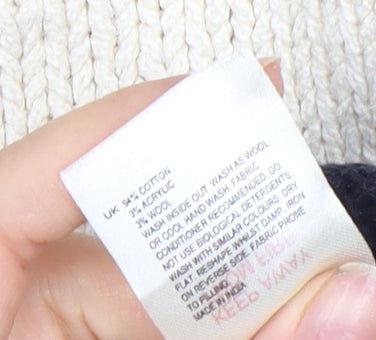 UK 94% COTTON
3% ACRYLIC
3% WOOL
WASH INSIDE OUT. WASH AS WOOL
OR COOL HAND WASH. FABRIC
CONDITIONER RECOMMENDED. DO
NOT USE BIOLOGICAL DETERGENTS.
WASH WITH SIMILAR COLOURS. DRY
FLAT. RESHAPE WHILST DAMP. IRON
ON REVERSE SIDE. FABRIC PRONE
TO PILLING.
MADE IN INDIA
KEEP AWAY
FROM FIRE